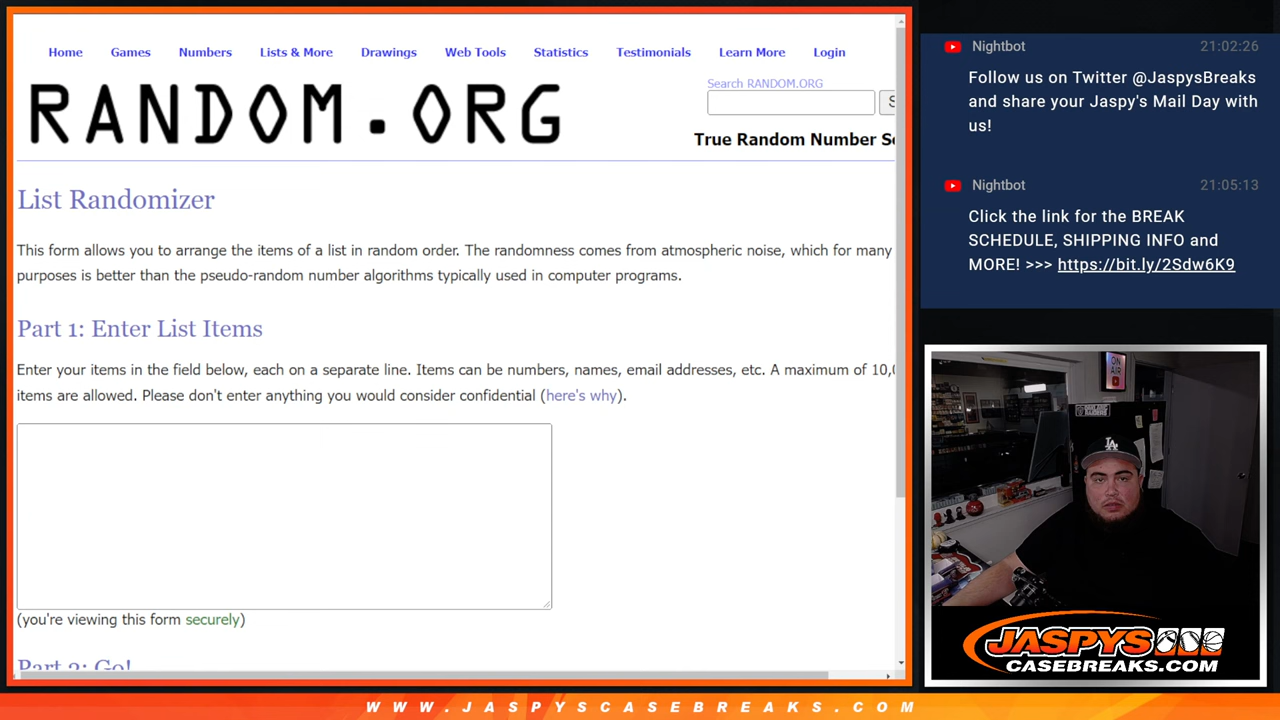 Home Games Numbers Lists & More Drawings Web Tools Statistics Testimonials Learn More Login
RANDOM.ORG
Search RANDOM.ORG
True Random Number Se
List Randomizer
This form allows you to arrange the items of a list in random order. The randomness comes from atmospheric noise, which for many
purposes is better than the pseudo-random number algorithms typically used in computer programs.
Part 1: Enter List Items
Enter your items in the field below, each on a separate line. Items can be numbers, names, email addresses, etc. A maximum of 10,0
items are allowed. Please don't enter anything you would consider confidential (here's why).
(you're viewing this form securely)
Part 2: Go!
Nightbot 21:02:26
Follow us on Twitter @JaspysBreaks
and share your Jaspy's Mail Day with
us!
Nightbot 21:05:13
Click the link for the BREAK
SCHEDULE, SHIPPING INFO and
MORE! >>> https://bit.ly/2Sdw6K9
ON
AIR
LA
JASPYS
CASEBREAKS.COM
WWW.JASPYSCASEBREAKS.COM